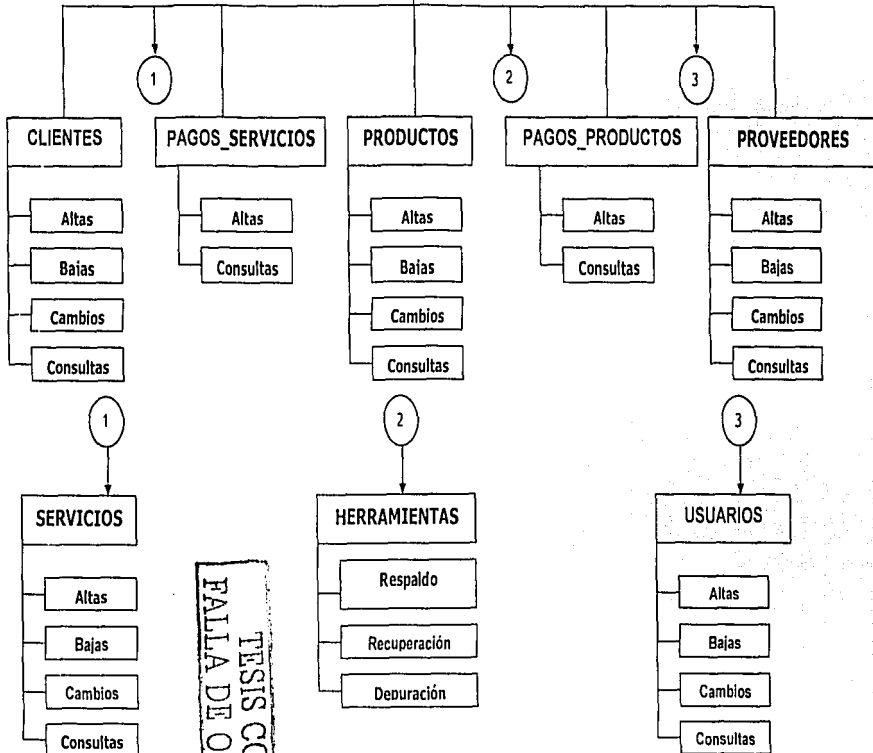 1
2
3
CLIENTES
PAGOS_SERVICIOS
PRODUCTOS
PAGOS_PRODUCTOS
PROVEEDORES
Altas
Bajas
Cambios
Consultas
Altas
Consultas
Altas
Bajas
Cambios
Consultas
Altas
Consultas
Altas
Bajas
Cambios
Consultas
1
2
3
SERVICIOS
HERRAMIENTAS
USUARIOS
Altas
Bajas
Cambios
Consultas
Respaldo
Recuperación
Depuración
Altas
Bajas
Cambios
Consultas
TESIS CO
FALLA DE O